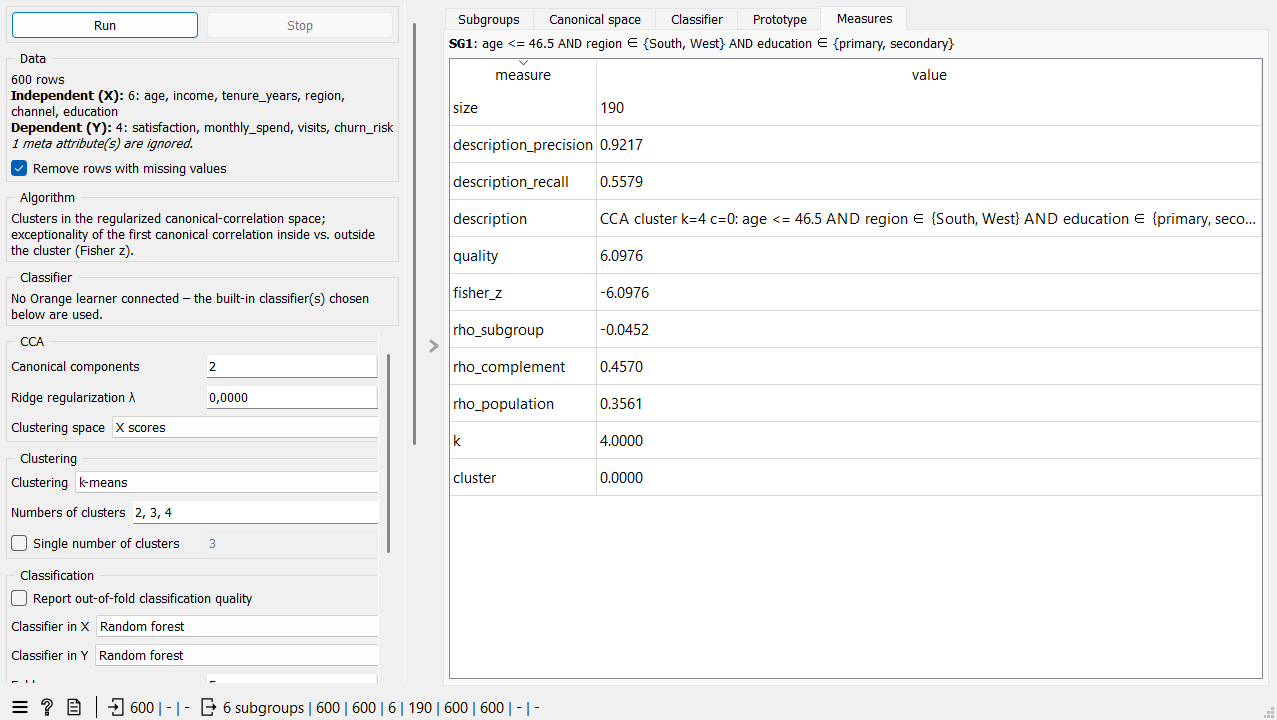 Run
Stop
Data
600 rows
Independent (X): 6: age, income, tenure_years, region,
channel, education
Dependent (Y): 4: satisfaction, monthly_spend, visits, churn_risk
1 meta attribute(s) are ignored.
Remove rows with missing values
Algorithm
Clusters in the regularized canonical-correlation space;
exceptionality of the first canonical correlation inside vs. outside
the cluster (Fisher z).
Classifier
No Orange learner connected – the built-in classifier(s) chosen
below are used.
CCA
Canonical components 2
Ridge regularization λ 0,0000
Clustering space X scores
Clustering
Clustering k-means
Numbers of clusters 2, 3, 4
Single number of clusters 3
Classification
Report out-of-fold classification quality
Classifier in X Random forest
Classifier in Y Random forest
600 | - | -
6 subgroups | 600 | 600 | 6 | 190 | 600 | 600 | - | -
Subgroups Canonical space Classifier Prototype Measures
SG1: age <= 46.5 AND region ∈ {South, West} AND education ∈ {primary, secondary}
measure value
size 190
description_precision 0.9217
description_recall 0.5579
description CCA cluster k=4 c=0: age <= 46.5 AND region ∈ {South, West} AND education ∈ {primary, seco...
quality 6.0976
fisher_z -6.0976
rho_subgroup -0.0452
rho_complement 0.4570
rho_population 0.3561
k 4.0000
cluster 0.0000